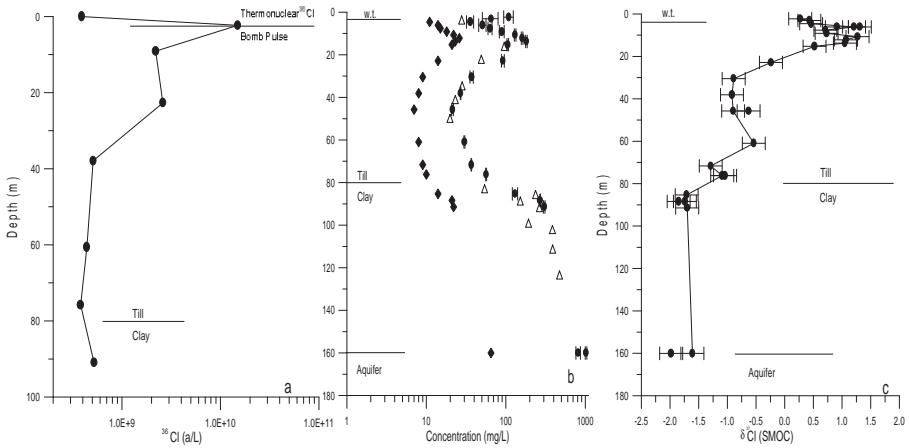 Thermonuclear³⁶Cl
Bomb Pulse
0
20
40
60
80
100
Depth (m)
Till
Clay
a
1.0E+9 1.0E+10 1.0E+11
³⁶Cl (a/L)
0
20
40
60
80
100
120
140
160
180
w.t.
Till
Clay
Aquifer
b
1 10 100 1000
Concentration (mg/L)
0
20
40
60
80
100
120
140
160
180
Depth (m)
w.t.
Till
Clay
Aquifer
c
-2.5 -2.0 -1.5 -1.0 -0.5 0.0 0.5 1.0 1.5 2.0
Cl (SMOC)